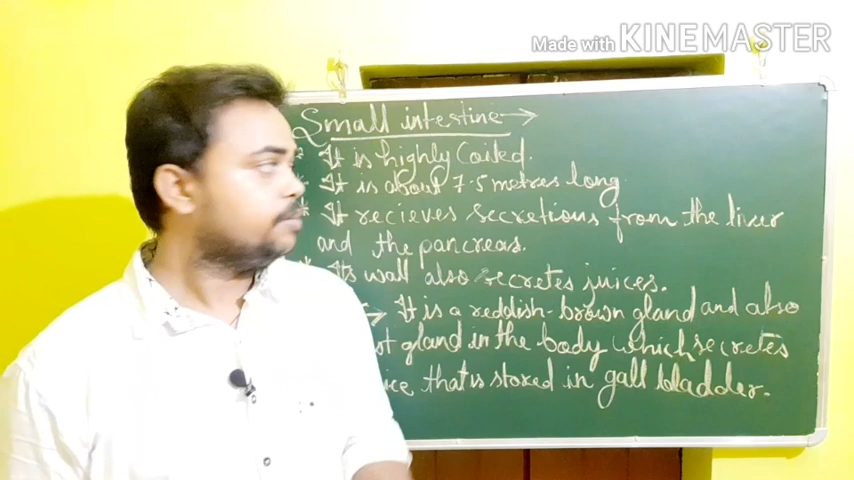 Made with KINEMASTER
Small intestine →
* It is highly Coiled.
* It is about 7.5 metres long
* It recieves secretions from the liver
and the pancreas.
* Its wall also secretes juices.
→ It is a reddish-brown gland and also
gland in the body which secretes
that is stored in gall bladder.